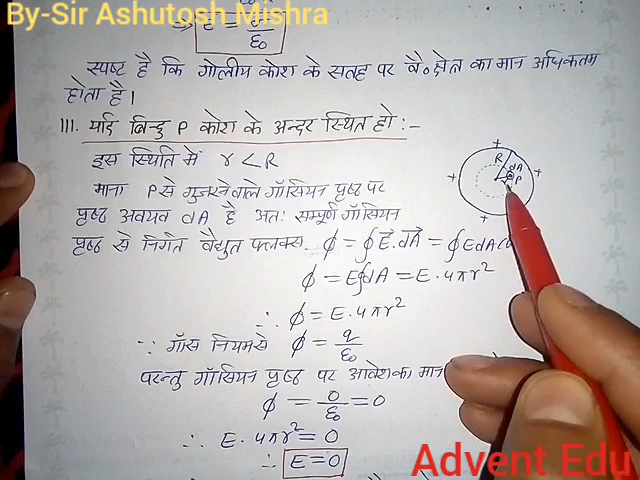 By-Sir Ashutosh Mishra
ε₀
स्पष्ट है कि गोलीय कोश के सतह पर वै० क्षेत्र का मान अधिकतम
होता है।
III. यदि बिन्दु P कोश के अन्दर स्थित हो :-
इस स्थिति में r < R
माना P से गुजरने वाले गॉसियन पृष्ठ पर
पृष्ठ अवयव dA है अतः सम्पूर्ण गॉसियन
पृष्ठ से निर्गत वैद्युत फ्लक्स ϕ = ∮E⃗.dA⃗ = ∮EdA
ϕ = E∮dA = E.4πr²
∴ ϕ = E.4πr²
∵ गॉस नियम से ϕ = q/ε₀
परन्तु गॉसियन पृष्ठ पर आवेश का मान
ϕ = 0/ε₀ = 0
∴ E.4πr² = 0
∴ E = 0
+ + + +
R dA
r P
Advent Edu